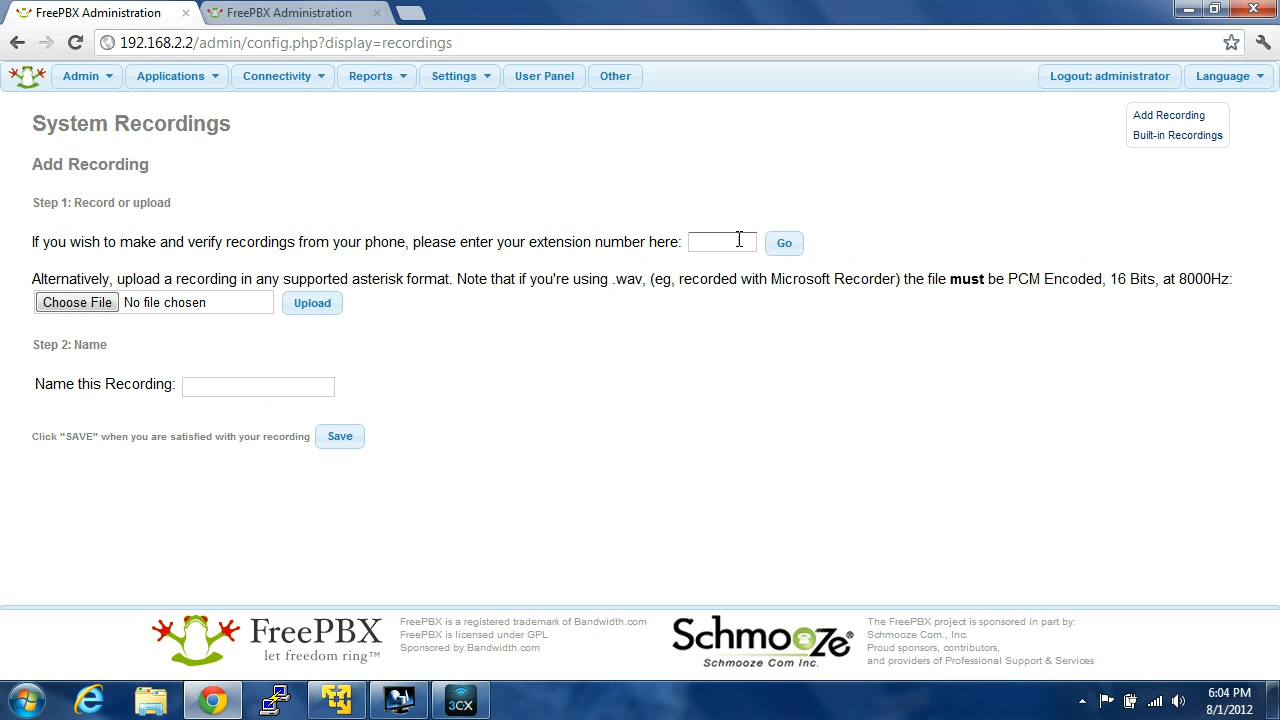 FreePBX Administration
FreePBX Administration
192.168.2.2/admin/config.php?display=recordings
Admin Applications Connectivity Reports Settings User Panel Other Logout: administrator Language
System Recordings
Add Recording
Built-in Recordings
Add Recording
Step 1: Record or upload
If you wish to make and verify recordings from your phone, please enter your extension number here: Go
Alternatively, upload a recording in any supported asterisk format. Note that if you're using .wav, (eg, recorded with Microsoft Recorder) the file must be PCM Encoded, 16 Bits, at 8000Hz:
Choose File No file chosen Upload
Step 2: Name
Name this Recording:
Click "SAVE" when you are satisfied with your recording Save
FreePBX
let freedom ring™
FreePBX is a registered trademark of Bandwidth.com
FreePBX is licensed under GPL
Sponsored by:Bandwidth.com
Schmooze®
Schmooze Com Inc.
The FreePBX project is sponsored in part by:
Schmooze Com., Inc.
Proud sponsors, contributors,
and providers of Professional Support & Services
3CX
6:04 PM
8/1/2012